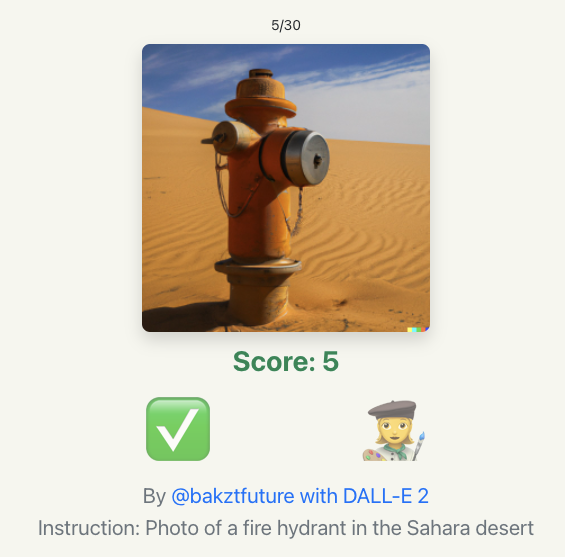 5/30
Score: 5
By @bakztfuture with DALL-E 2
Instruction: Photo of a fire hydrant in the Sahara desert